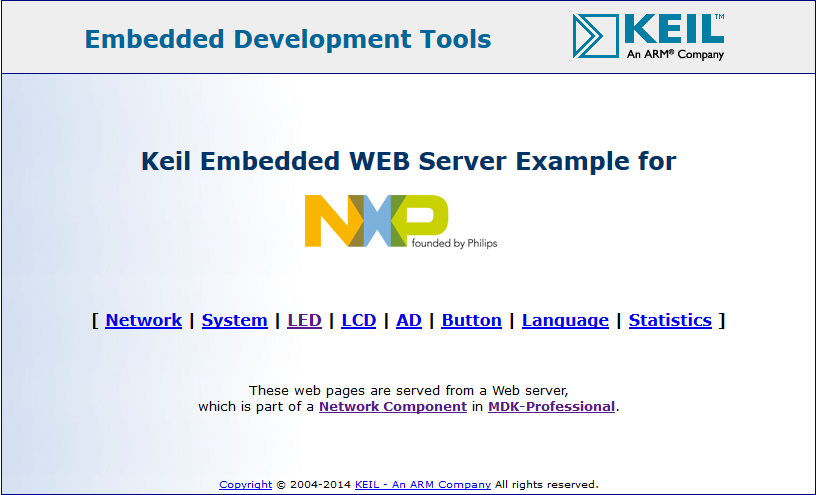 Embedded Development Tools
KEIL™
An ARM® Company
Keil Embedded WEB Server Example for
NXP
founded by Philips
[ Network | System | LED | LCD | AD | Button | Language | Statistics ]
These web pages are served from a Web server,
which is part of a Network Component in MDK-Professional.
Copyright © 2004-2014 KEIL - An ARM Company All rights reserved.